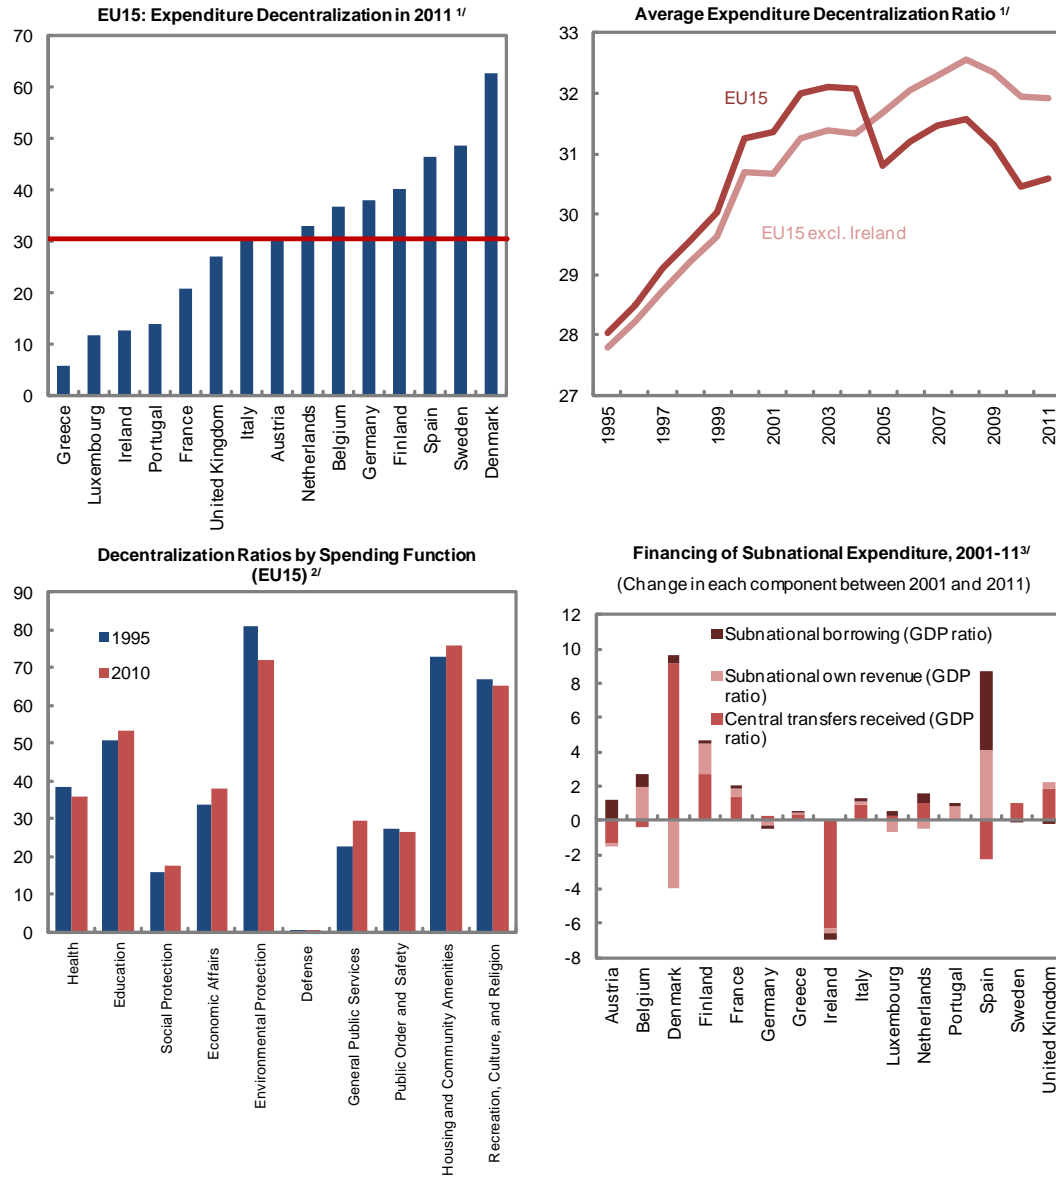 EU15: Expenditure Decentralization in 2011 1/
70
60
50
40
30
20
10
0
Greece
Luxembourg
Ireland
Portugal
France
United Kingdom
Italy
Austria
Netherlands
Belgium
Germany
Finland
Spain
Sweden
Denmark
Average Expenditure Decentralization Ratio 1/
33
32
31
30
29
28
27
EU15
EU15 excl. Ireland
1995
1997
1999
2001
2003
2005
2007
2009
2011
Decentralization Ratios by Spending Function
(EU15) 2/
90
80
70
60
50
40
30
20
10
0
1995
2010
Health
Education
Social Protection
Economic Affairs
Environmental Protection
Defense
General Public Services
Public Order and Safety
Housing and Community Amenities
Recreation, Culture, and Religion
Financing of Subnational Expenditure, 2001-11 3/
(Change in each component between 2001 and 2011)
12
10
8
6
4
2
0
-2
-4
-6
-8
Subnational borrowing (GDP ratio)
Subnational own revenue (GDP
ratio)
Central transfers received (GDP
ratio)
Austria
Belgium
Denmark
Finland
France
Germany
Greece
Ireland
Italy
Luxembourg
Netherlands
Portugal
Spain
Sweden
United Kingdom